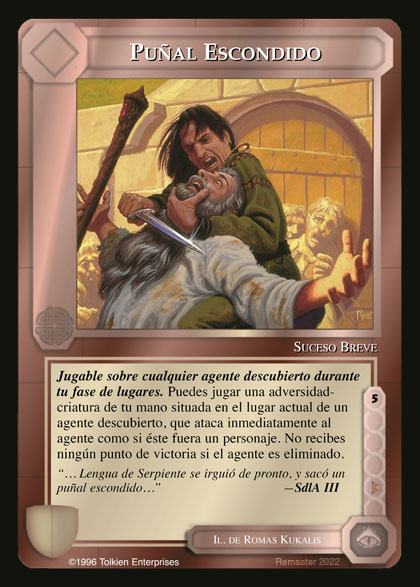 Puñal Escondido
Suceso Breve
Jugable sobre cualquier agente descubierto durante
tu fase de lugares. Puedes jugar una adversidad-
criatura de tu mano situada en el lugar actual de un
agente descubierto, que ataca inmediatamente al
agente como si éste fuera un personaje. No recibes
ningún punto de victoria si el agente es eliminado.
“… Lengua de Serpiente se irguió de pronto, y sacó un
puñal escondido…” —SdlA III
5
Il. de Romas Kukalis
©1996 Tolkien Enterprises
Remaster 2022